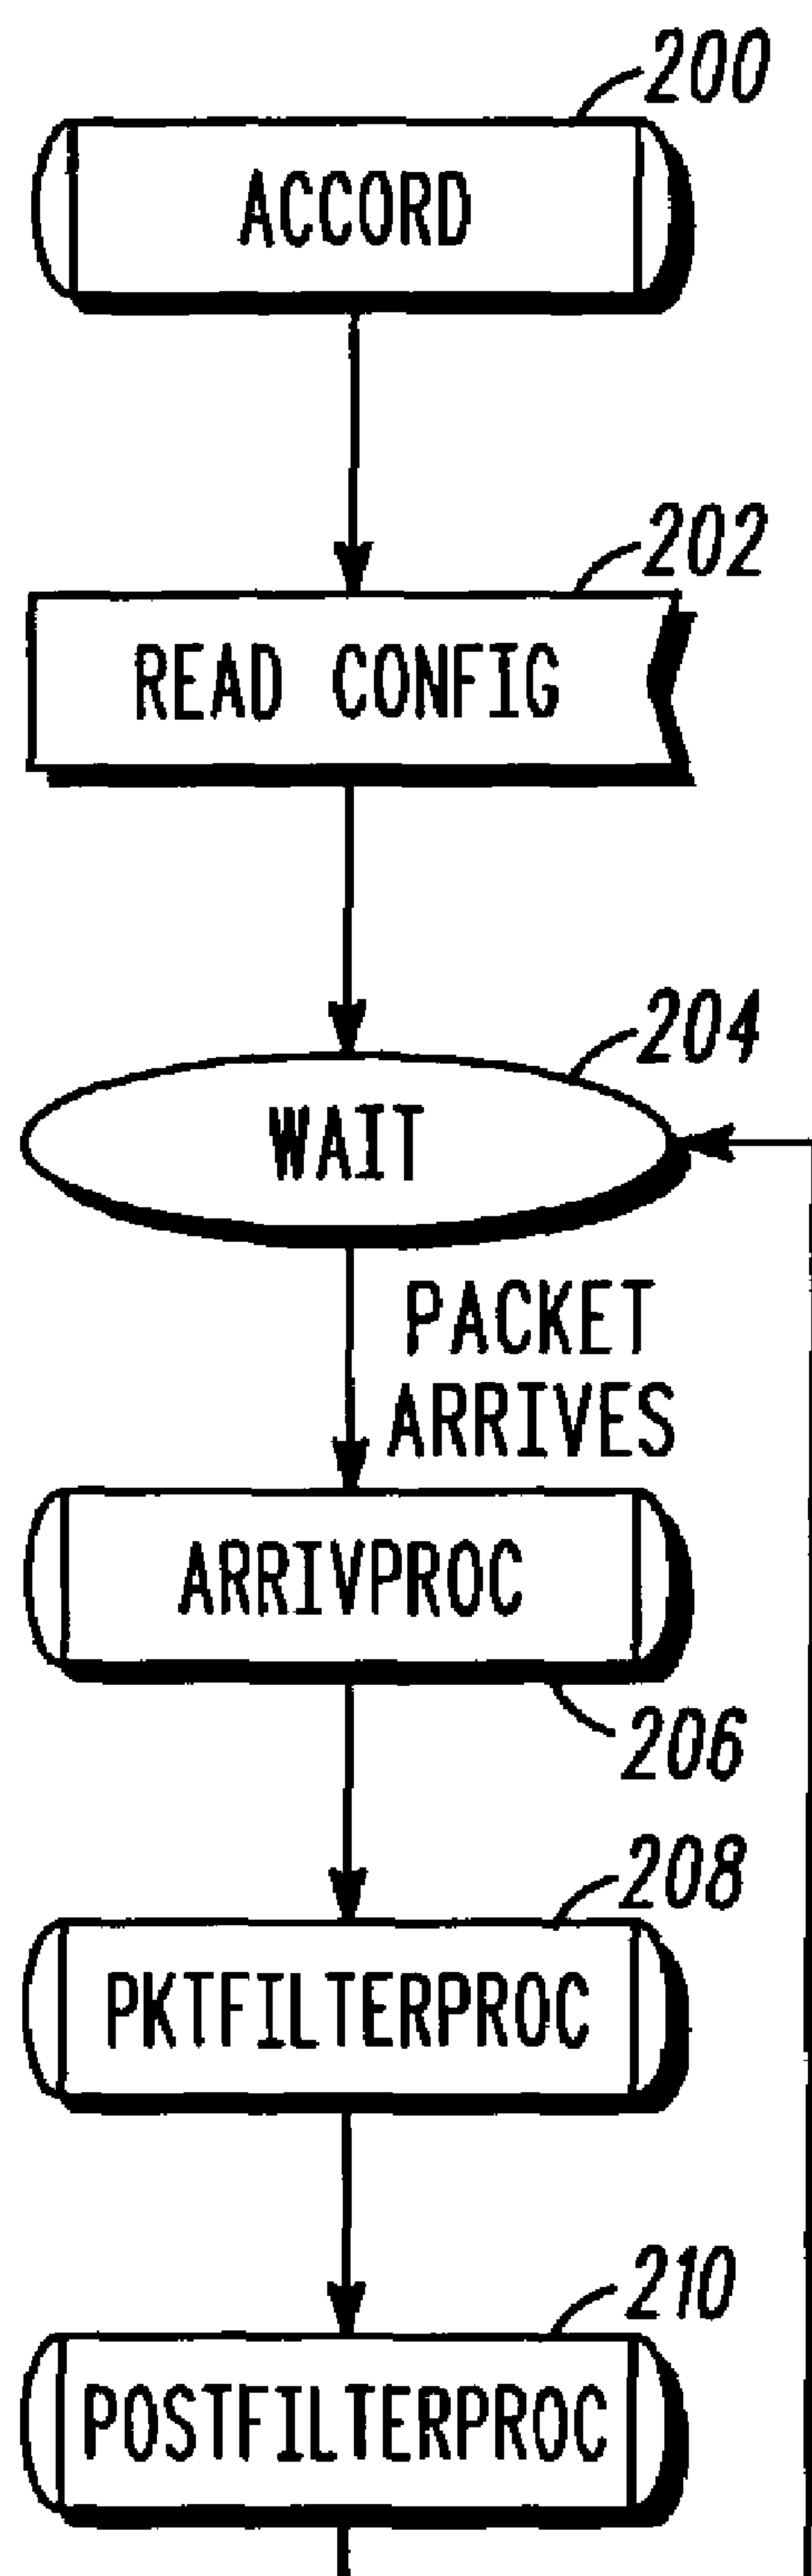 200
ACCORD
202
READ CONFIG
204
WAIT
PACKET
ARRIVES
ARRIVPROC
206
208
PKTFILTERPROC
210
POSTFILTERPROC